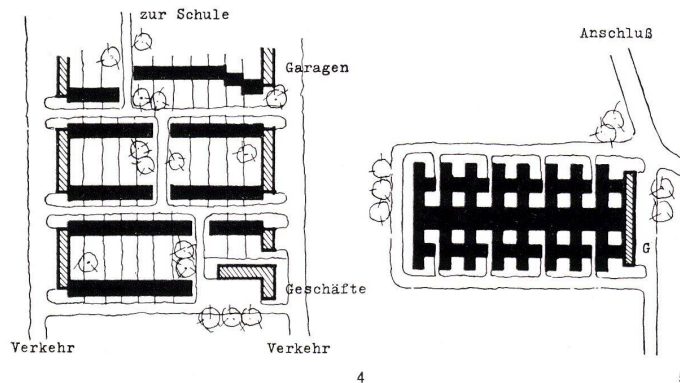 zur Schule
Garagen
Geschäfte
Verkehr
Verkehr
Anschluß
G
4